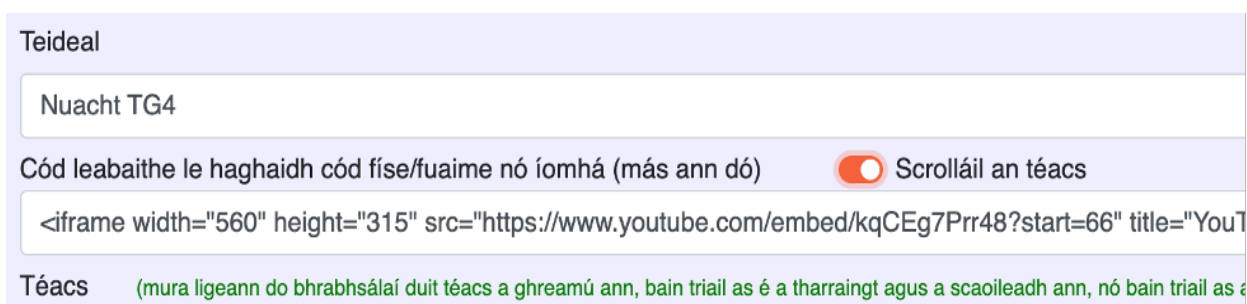 Teideal
Nuacht TG4
Cód leabaithe le haghaidh cód físe/fuaime nó íomhá (más ann dó) Scrolláil an téacs
<iframe width="560" height="315" src="https://www.youtube.com/embed/kqCEg7Prr48?start=66" title="YouT
Téacs (mura ligeann do bhrabhsálaí duit téacs a ghreamú ann, bain triail as é a tharraingt agus a scaoileadh ann, nó bain triail as a